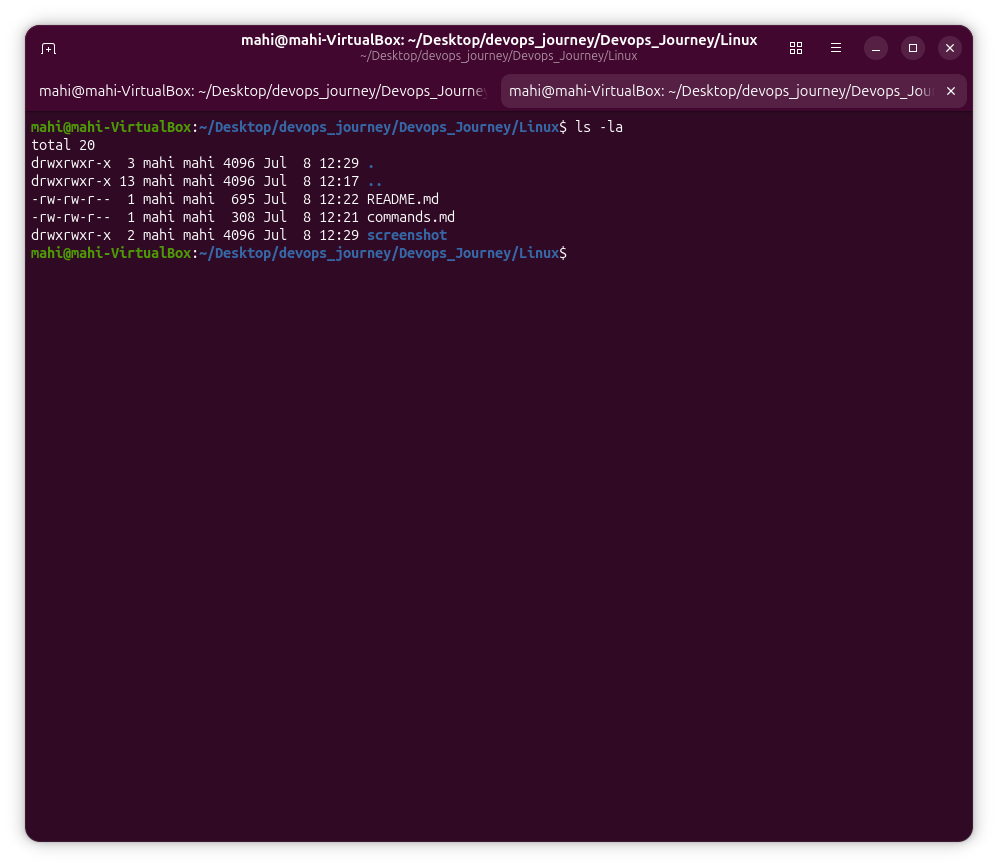 mahi@mahi-VirtualBox: ~/Desktop/devops_journey/Devops_Journey/Linux
~/Desktop/devops_journey/Devops_Journey/Linux
mahi@mahi-VirtualBox: ~/Desktop/devops_journey/Devops_Journey
mahi@mahi-VirtualBox: ~/Desktop/devops_journey/Devops_Jou
mahi@mahi-VirtualBox:~/Desktop/devops_journey/Devops_Journey/Linux$ ls -la
total 20
drwxrwxr-x  3 mahi mahi 4096 Jul  8 12:29 .
drwxrwxr-x 13 mahi mahi 4096 Jul  8 12:17 ..
-rw-rw-r--  1 mahi mahi  695 Jul  8 12:22 README.md
-rw-rw-r--  1 mahi mahi  308 Jul  8 12:21 commands.md
drwxrwxr-x  2 mahi mahi 4096 Jul  8 12:29 screenshot
mahi@mahi-VirtualBox:~/Desktop/devops_journey/Devops_Journey/Linux$